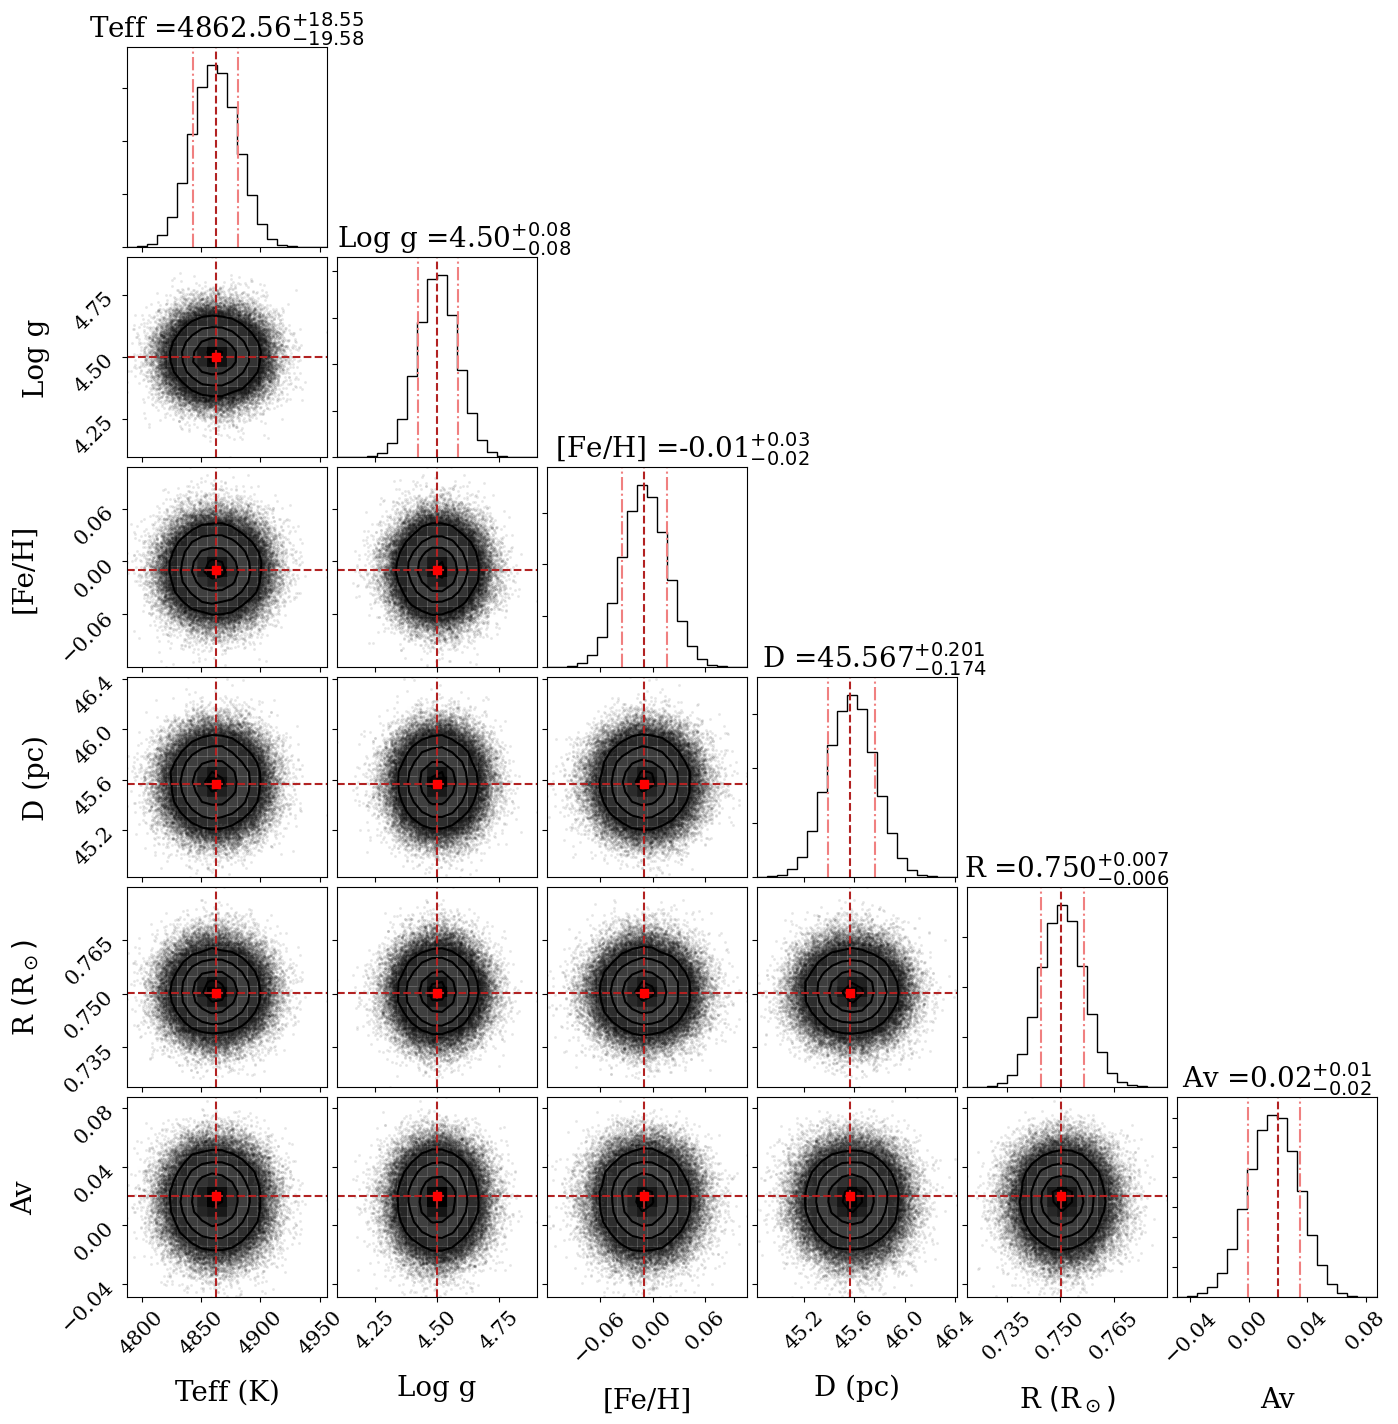 Teff =4862.56+18.55−19.58
Log g =4.50+0.08−0.08
Log g
4.75
4.50
4.25
[Fe/H] =-0.01+0.03−0.02
[Fe/H]
0.06
0.00
−0.06
D =45.567+0.201−0.174
D (pc)
46.4
46.0
45.6
45.2
R =0.750+0.007−0.006
R (R⊙)
0.765
0.750
0.735
Av =0.02+0.01−0.02
Av
0.08
0.04
0.00
−0.04
4800 4850 4900 4950 4.25 4.50 4.75 −0.06 0.00 0.06 45.2 45.6 46.0 46.4 0.735 0.750 0.765 −0.04 0.00 0.04 0.08
Teff (K) Log g [Fe/H] D (pc) R (R⊙) Av